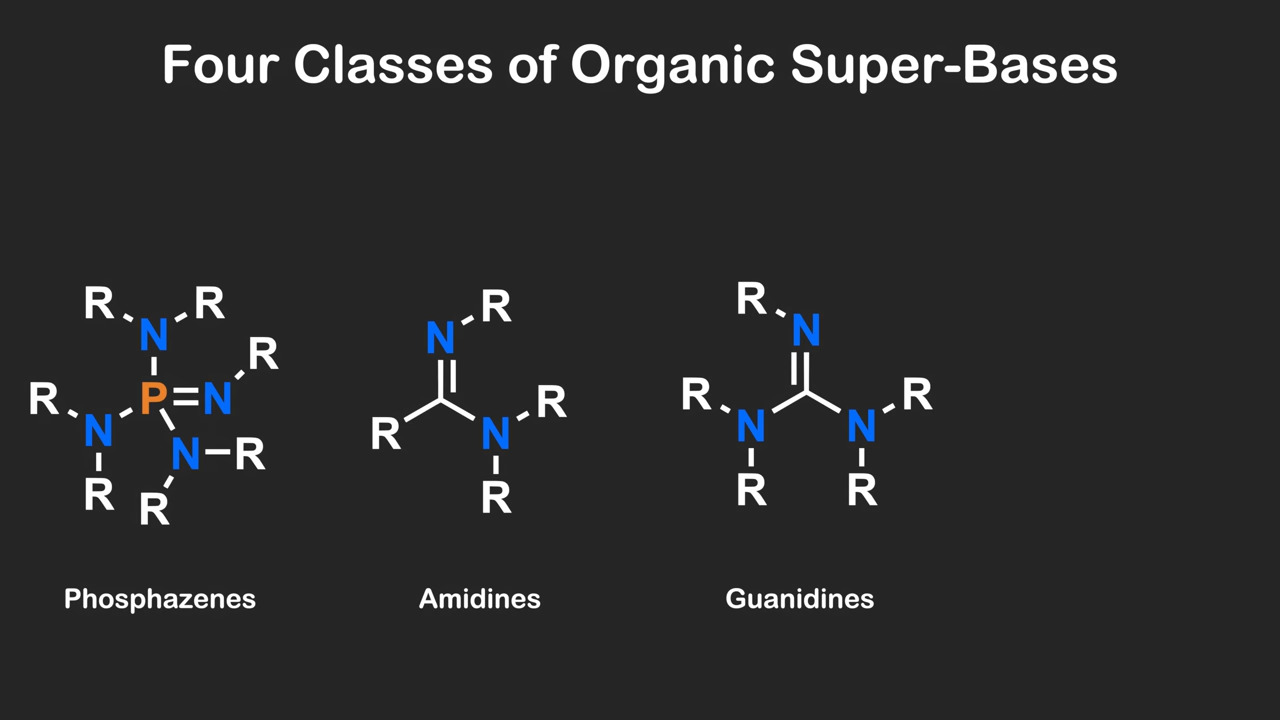 Four Classes of Organic Super-Bases
R R
N
R
R P N
N
N R
R
R
R
N
R
R N
R
R
N
R R
N N
R R
Phosphazenes Amidines Guanidines